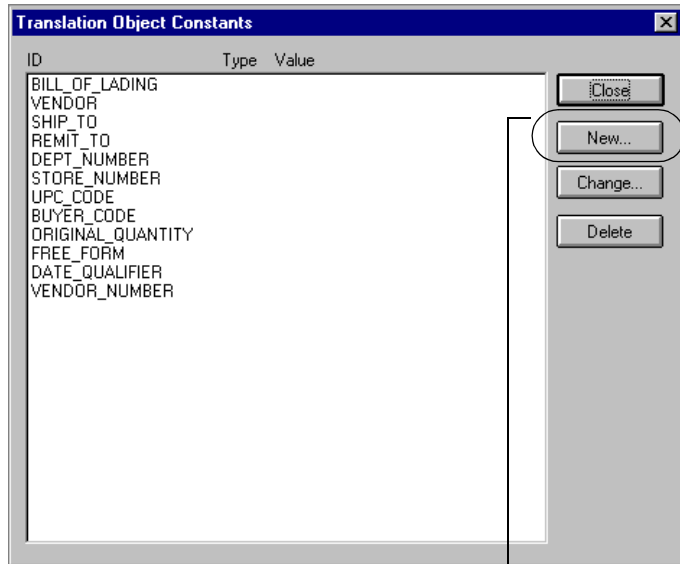 Translation Object Constants
ID Type Value
BILL_OF_LADING
VENDOR
SHIP_TO
REMIT_TO
DEPT_NUMBER
STORE_NUMBER
UPC_CODE
BUYER_CODE
ORIGINAL_QUANTITY
FREE_FORM
DATE_QUALIFIER
VENDOR_NUMBER
Close
New...
Change...
Delete